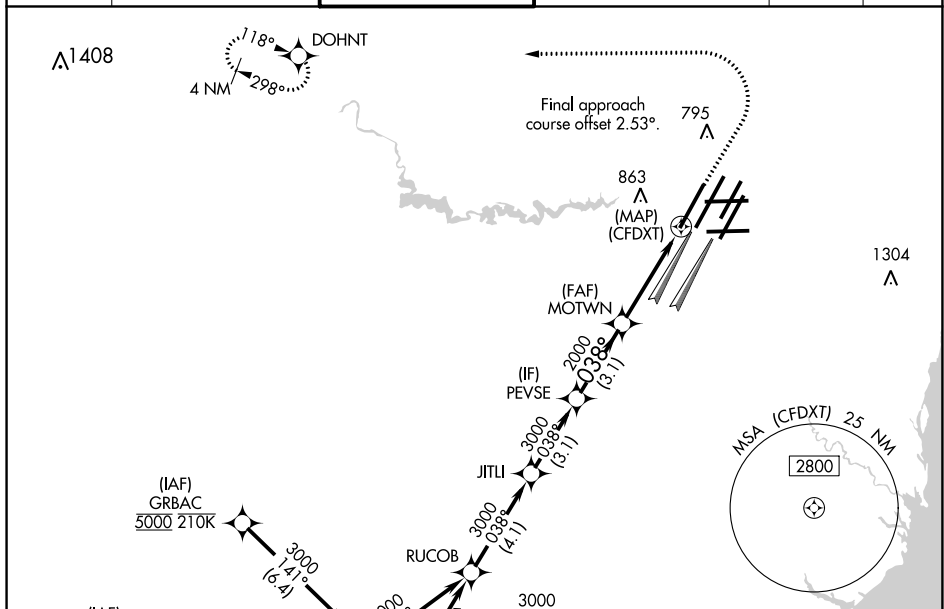 1408
118°
DOHNT
298°
4 NM
Final approach
course offset 2.53°.
795
863
(MAP)
(CFDXT)
1304
(FAF)
MOTWN
2000
038°
(3.1)
(IF)
PEVSE
3000
038°
(3.1)
JITLI
MSA (CFDXT) 25 NM
2800
(IAF)
GRBAC
5000 210K
3000
038°
(4.1)
RUCOB
3000
141°
(6.4)
3000